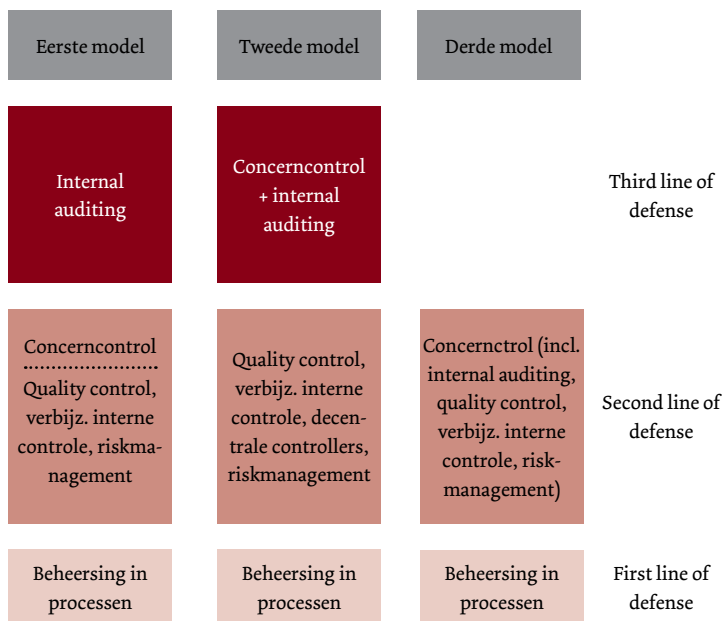 Eerste model
Tweede model
Derde model
Internal
auditing
Concerncontrol
+ internal
auditing
Third line of
defense
Concerncontrol
Quality control,
verbijz. interne
controle, riskma-
nagement
Quality control,
verbijz. interne
controle, decen-
trale controllers,
riskmanagement
Concernctrol (incl.
internal auditing,
quality control,
verbijz. interne
controle, risk-
management)
Second line of
defense
Beheersing in
processen
Beheersing in
processen
Beheersing in
processen
First line of
defense